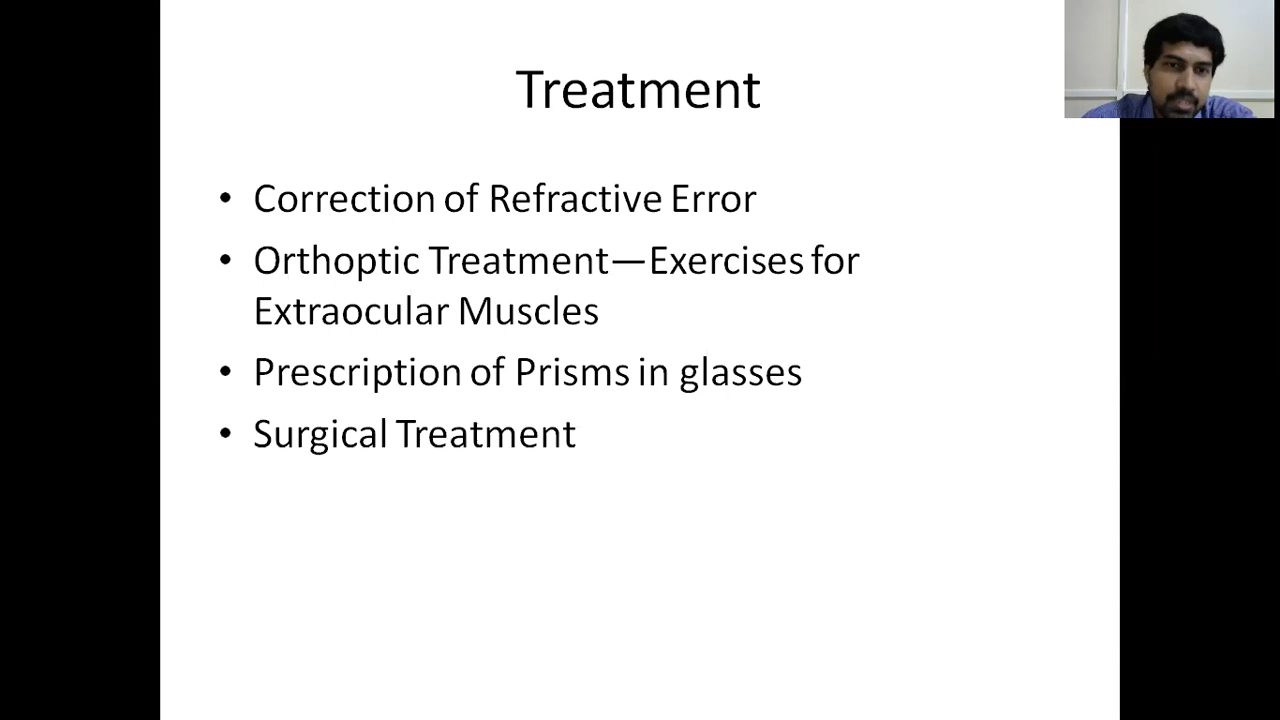 Treatment
• Correction of Refractive Error
• Orthoptic Treatment—Exercises for
Extraocular Muscles
• Prescription of Prisms in glasses
• Surgical Treatment